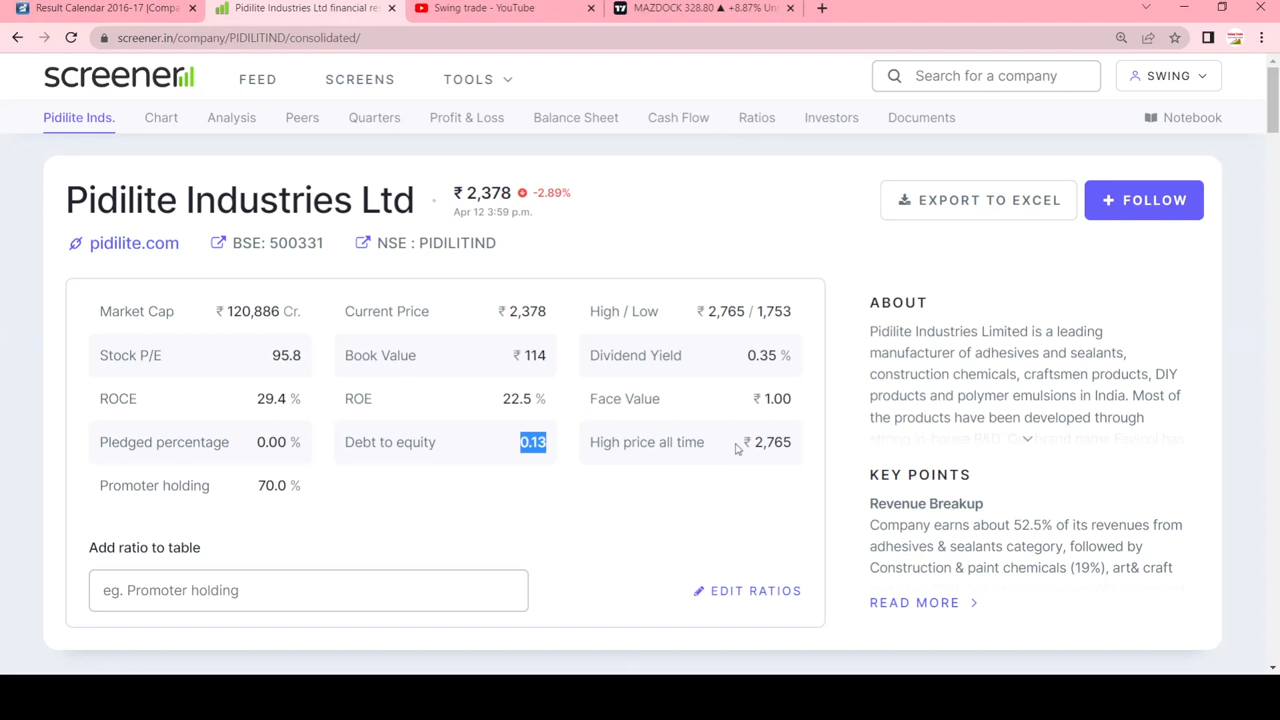 Result Calendar 2016-17 |Compa
Pidilite Industries Ltd financial res
Swing trade - YouTube
MAZDOCK 328.80 ▲ +8.87% Un
screener.in/company/PIDILITIND/consolidated/
screener
FEED
SCREENS
TOOLS
Search for a company
SWING
Pidilite Inds.
Chart
Analysis
Peers
Quarters
Profit & Loss
Balance Sheet
Cash Flow
Ratios
Investors
Documents
Notebook
Pidilite Industries Ltd
₹ 2,378 -2.89%
Apr 12 3:59 p.m.
EXPORT TO EXCEL
+ FOLLOW
pidilite.com
BSE: 500331
NSE : PIDILITIND
Market Cap ₹ 120,886 Cr.
Current Price ₹ 2,378
High / Low ₹ 2,765 / 1,753
Stock P/E 95.8
Book Value ₹ 114
Dividend Yield 0.35 %
ROCE 29.4 %
ROE 22.5 %
Face Value ₹ 1.00
Pledged percentage 0.00 %
Debt to equity 0.13
High price all time ₹ 2,765
Promoter holding 70.0 %
Add ratio to table
eg. Promoter holding
EDIT RATIOS
ABOUT
Pidilite Industries Limited is a leading
manufacturer of adhesives and sealants,
construction chemicals, craftsmen products, DIY
products and polymer emulsions in India. Most of
the products have been developed through
strong in-house R&D. Our brand name Fevicol has
KEY POINTS
Revenue Breakup
Company earns about 52.5% of its revenues from
adhesives & sealants category, followed by
Construction & paint chemicals (19%), art& craft
READ MORE